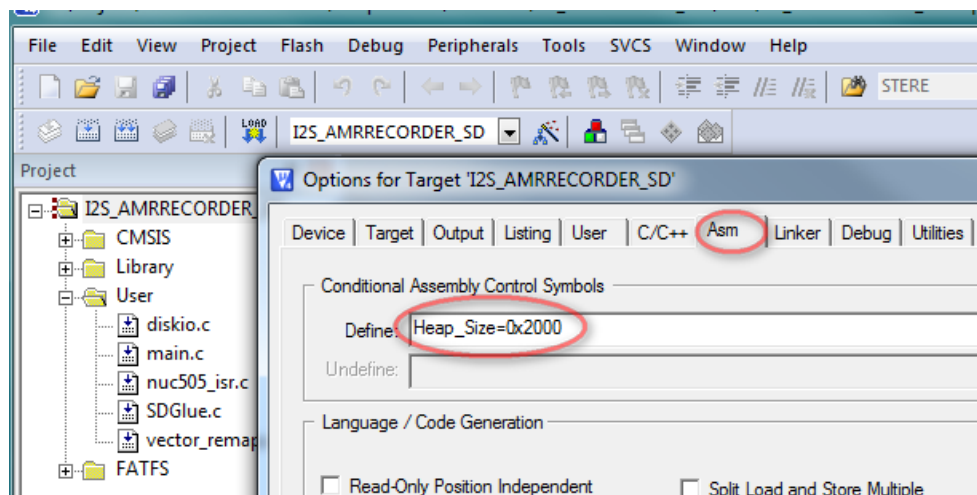 File Edit View Project Flash Debug Peripherals Tools SVCS Window Help
STERE
LOAD
I2S_AMRRECORDER_SD
Project
Options for Target 'I2S_AMRRECORDER_SD'
I2S_AMRRECORDER_
CMSIS
Library
User
diskio.c
main.c
nuc505_isr.c
SDGlue.c
vector_remap
FATFS
Device Target Output Listing User C/C++ Asm Linker Debug Utilities
Conditional Assembly Control Symbols
Define: Heap_Size=0x2000
Undefine:
Language / Code Generation
Read-Only Position Independent
Split Load and Store Multiple